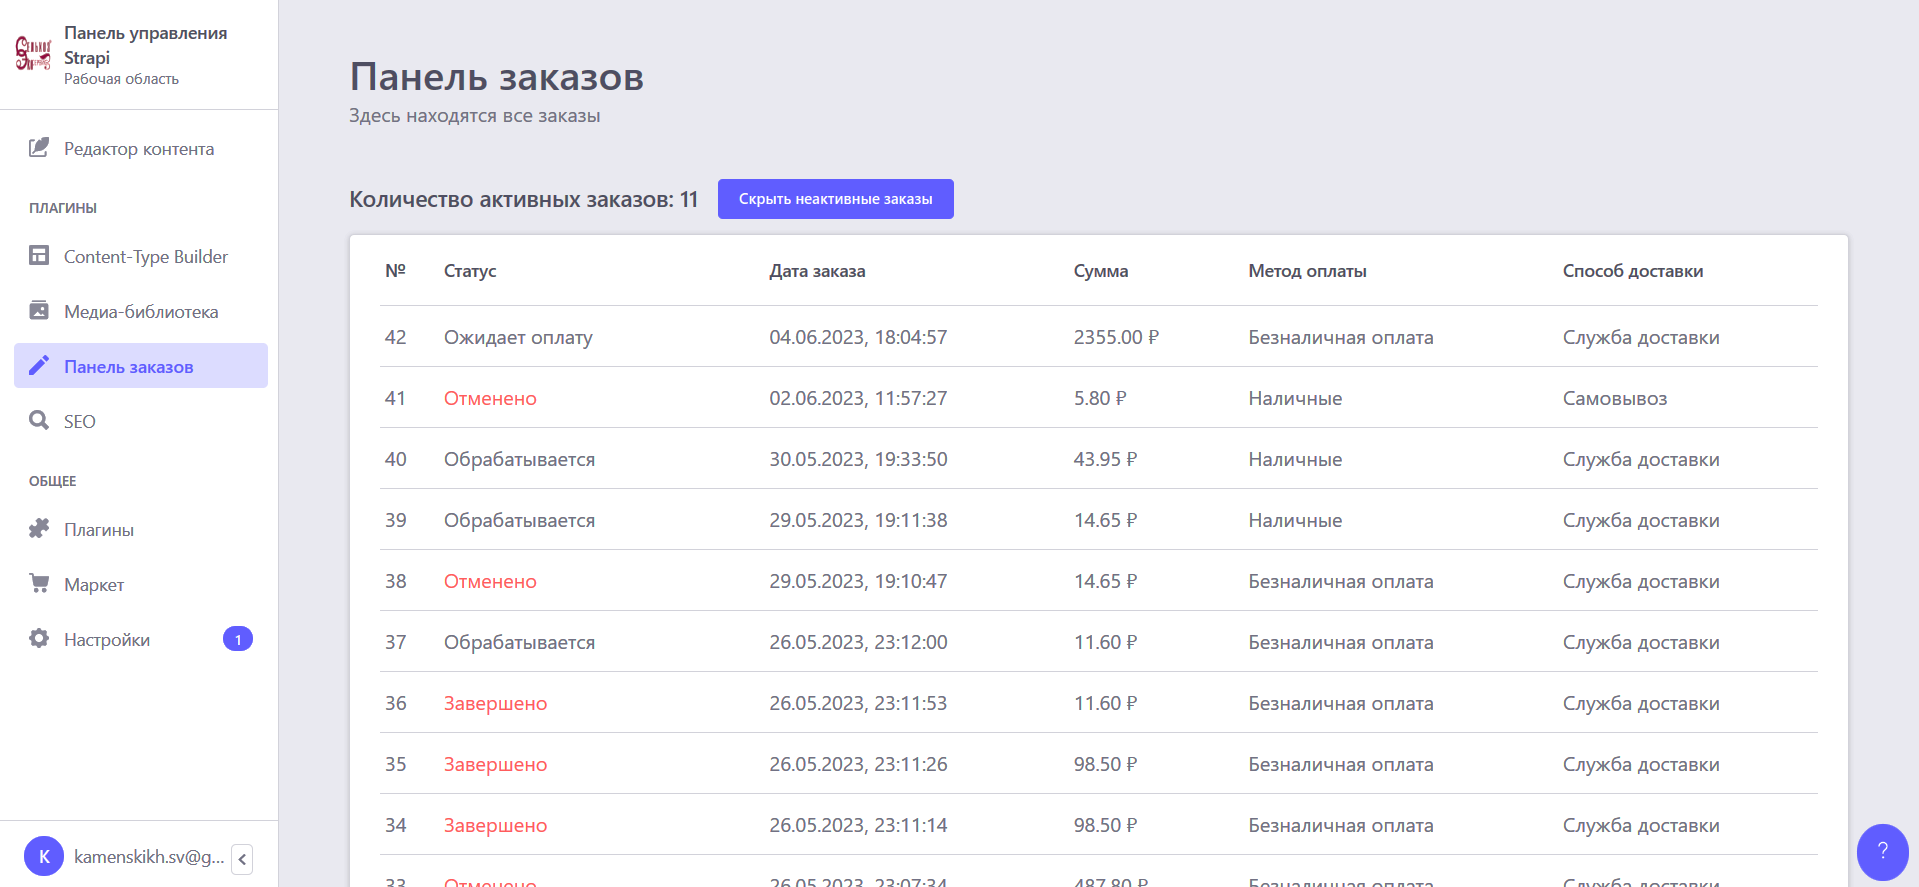 Панель управления
Strapi
Рабочая область
Редактор контента
ПЛАГИНЫ
Content-Type Builder
Медиа-библиотека
Панель заказов
SEO
ОБЩЕЕ
Плагины
Маркет
Настройки 1
K kamenskikh.sv@g...
Панель заказов
Здесь находятся все заказы
Количество активных заказов: 11 Скрыть неактивные заказы
№ Статус Дата заказа Сумма Метод оплаты Способ доставки
42 Ожидает оплату 04.06.2023, 18:04:57 2355.00 ₽ Безналичная оплата Служба доставки
41 Отменено 02.06.2023, 11:57:27 5.80 ₽ Наличные Самовывоз
40 Обрабатывается 30.05.2023, 19:33:50 43.95 ₽ Наличные Служба доставки
39 Обрабатывается 29.05.2023, 19:11:38 14.65 ₽ Наличные Служба доставки
38 Отменено 29.05.2023, 19:10:47 14.65 ₽ Безналичная оплата Служба доставки
37 Обрабатывается 26.05.2023, 23:12:00 11.60 ₽ Безналичная оплата Служба доставки
36 Завершено 26.05.2023, 23:11:53 11.60 ₽ Безналичная оплата Служба доставки
35 Завершено 26.05.2023, 23:11:26 98.50 ₽ Безналичная оплата Служба доставки
34 Завершено 26.05.2023, 23:11:14 98.50 ₽ Безналичная оплата Служба доставки
33 Отменено 26.05.2023, 23:07:34 487.80 ₽ Безналичная оплата Служба доставки
?